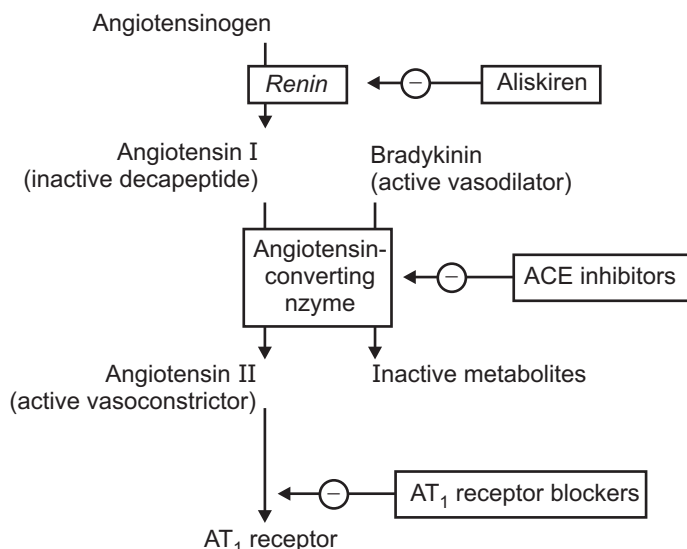 Angiotensinogen
Renin
−
Aliskiren
Angiotensin I
(inactive decapeptide)
Bradykinin
(active vasodilator)
Angiotensin-
converting
nzyme
−
ACE inhibitors
Angiotensin II
(active vasoconstrictor)
Inactive metabolites
−
AT₁ receptor blockers
AT₁ receptor